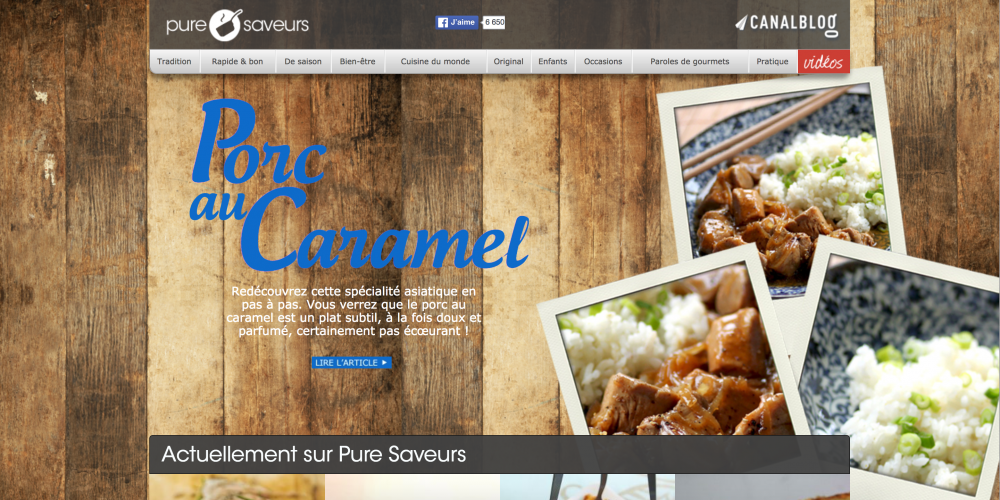 pure saveurs
J'aime 6 650
CANALBLOG
Tradition Rapide & bon De saison Bien-être Cuisine du monde Original Enfants Occasions Paroles de gourmets Pratique vidéos
Porc
au Caramel
Redécouvrez cette spécialité asiatique en
pas à pas. Vous verrez que le porc au
caramel est un plat subtil, à la fois doux et
parfumé, certainement pas écœurant !
LIRE L'ARTICLE
Actuellement sur Pure Saveurs